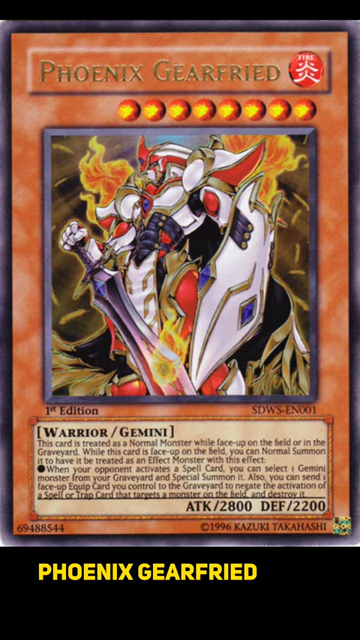 PHOENIX GEARFRIED
FIRE
炎
1st Edition
SDWS-EN001
[WARRIOR / GEMINI]
This card is treated as a Normal Monster while face-up on the field or in the
Graveyard. While this card is face-up on the field, you can Normal Summon
it to have it be treated as an Effect Monster with this effect:
●When your opponent activates a Spell Card, you can select 1 Gemini
monster from your Graveyard and Special Summon it. Also, you can send 1
face-up Equip Card you control to the Graveyard to negate the activation of
a Spell or Trap Card that targets a monster on the field, and destroy it.
ATK/2800 DEF/2200
69488544
©1996 KAZUKI TAKAHASHI
PHOENIX GEARFRIED